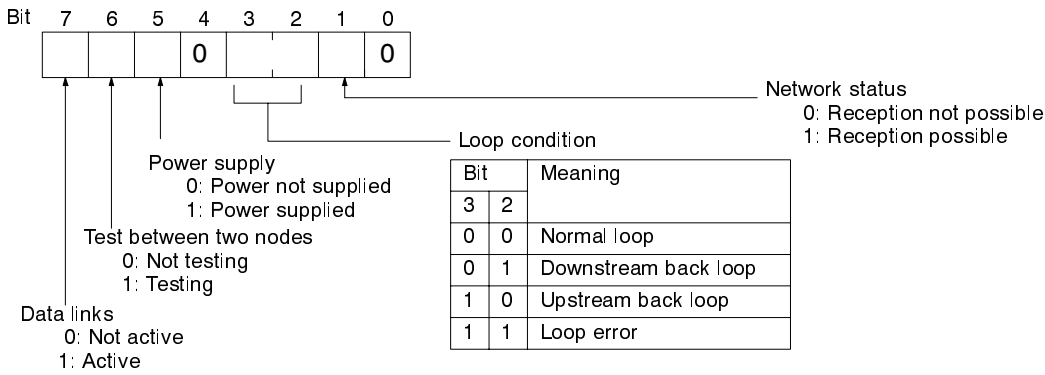 Bit 7 6 5 4 3 2 1 0
0 0
Network status
0: Reception not possible
1: Reception possible
Loop condition
Bit Meaning
3 2
0 0 Normal loop
0 1 Downstream back loop
1 0 Upstream back loop
1 1 Loop error
Power supply
0: Power not supplied
1: Power supplied
Test between two nodes
0: Not testing
1: Testing
Data links
0: Not active
1: Active